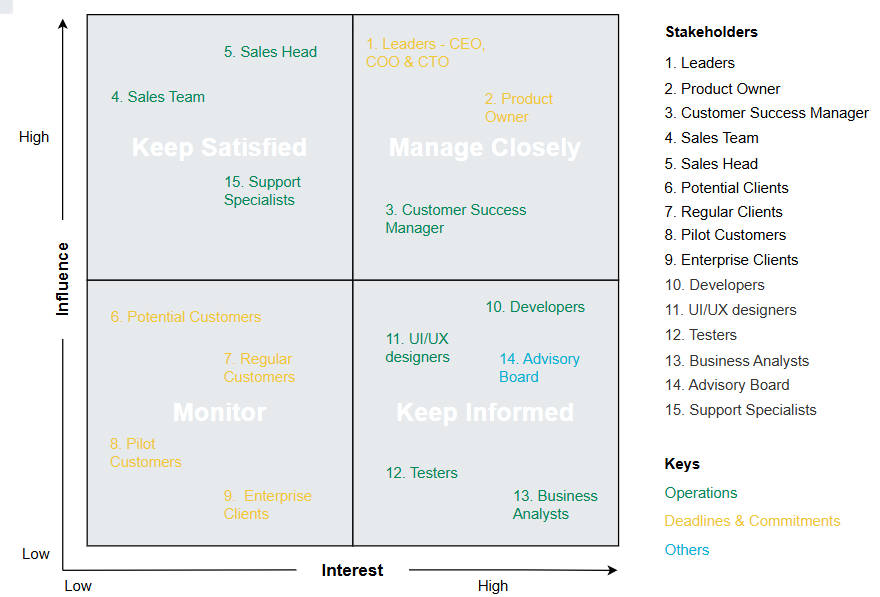 5. Sales Head
4. Sales Team
Keep Satisfied
15. Support
Specialists
1. Leaders - CEO,
COO & CTO
2. Product
Owner
Manage Closely
3. Customer Success
Manager
High
Influence
Low
6. Potential Customers
7. Regular
Customers
Monitor
8. Pilot
Customers
9. Enterprise
Clients
10. Developers
11. UI/UX
designers
14. Advisory
Board
Keep Informed
12. Testers
13. Business
Analysts
Low
Interest
High
Stakeholders
1. Leaders
2. Product Owner
3. Customer Success Manager
4. Sales Team
5. Sales Head
6. Potential Clients
7. Regular Clients
8. Pilot Customers
9. Enterprise Clients
10. Developers
11. UI/UX designers
12. Testers
13. Business Analysts
14. Advisory Board
15. Support Specialists
Keys
Operations
Deadlines & Commitments
Others